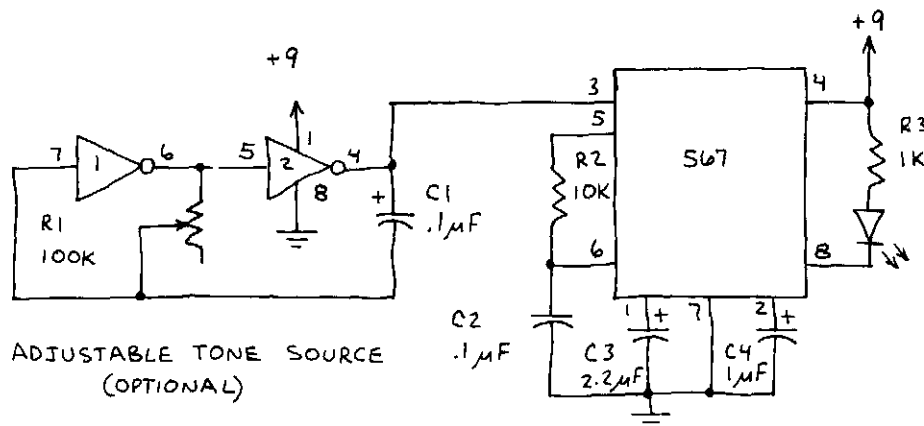 +9
7
1
6
5
2
1
4
8
R1
100K
+
C1
.1µF
ADJUSTABLE TONE SOURCE
(OPTIONAL)
+9
3
5
4
567
R2
10K
R3
1K
6
8
1
+
7
2
+
C2
.1µF
C3
2.2µF
C4
1µF